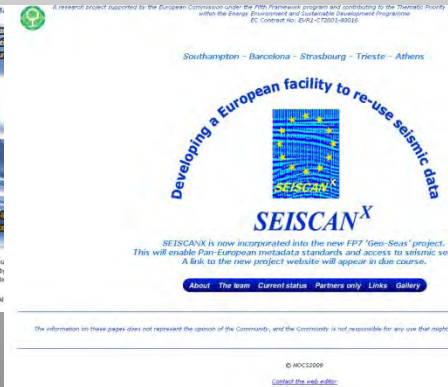 A research project supported by the European Commission under the Fifth Framework program and contributing to the Thematic Priority
within the Energy Environment and Sustainable Development Programme
EC Contract No: EVR1-CT2001-40016
Southampton - Barcelona - Strasbourg - Trieste - Athens
Developing a European facility to re-use seismic data
SEISCANX
SEISCANX
SEISCANX is now incorporated into the new FP7 'Geo-Seas' project.
This will enable Pan-European metadata standards and access to seismic se
A link to the new project website will appear in due course.
About The team Current status Partners only Links Gallery
The information on these pages does not represent the opinion of the Community, and the Community is not responsible for any use that might
© NOCS2009
Contact the web editor